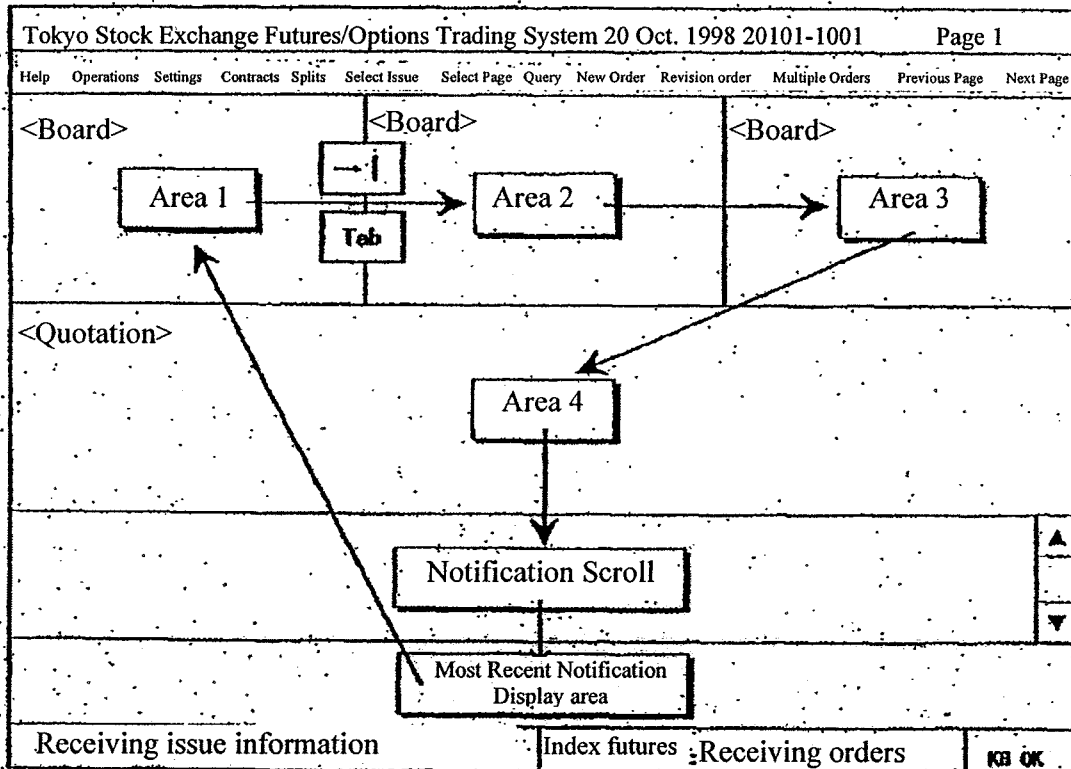 Tokyo Stock Exchange Futures/Options Trading System 20 Oct. 1998 20101-1001 Page 1
Help Operations Settings Contracts Splits Select Issue Select Page Query New Order Revision order Multiple Orders Previous Page Next Page
<Board> <Board> <Board>
Area 1 Area 2 Area 3
Tab
<Quotation>
Area 4
Notification Scroll
Most Recent Notification
Display area
Receiving issue information Index futures Receiving orders KB OK